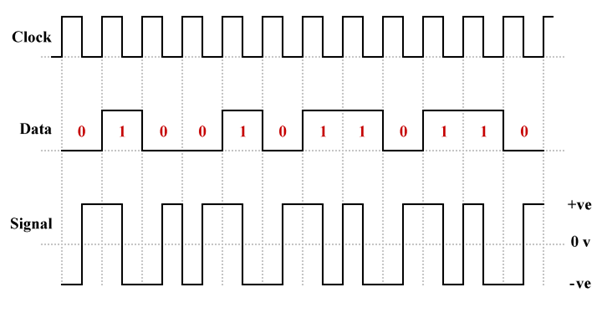 Clock
Data 0 1 0 0 1 0 1 1 0 1 1 0
+ve
Signal
0 v
-ve